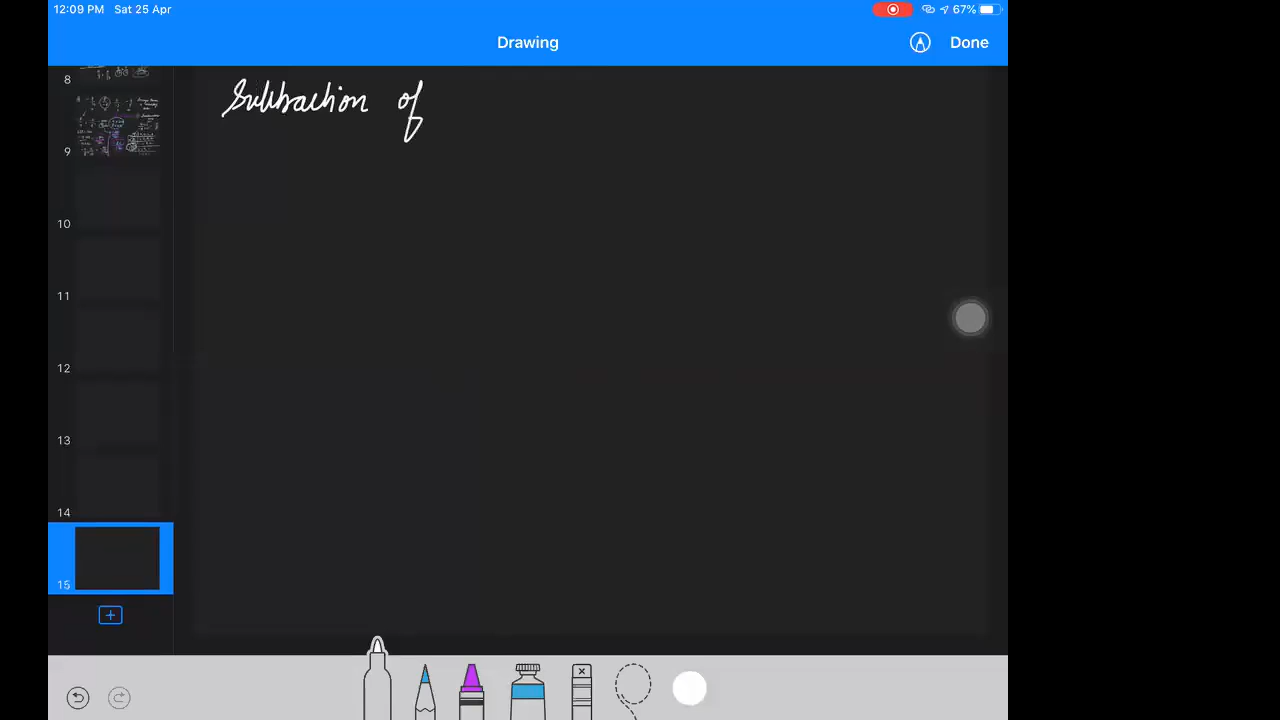 12:09 PM Sat 25 Apr 67%
Drawing Done
8
9
10
11
12
13
14
15
Subtraction of